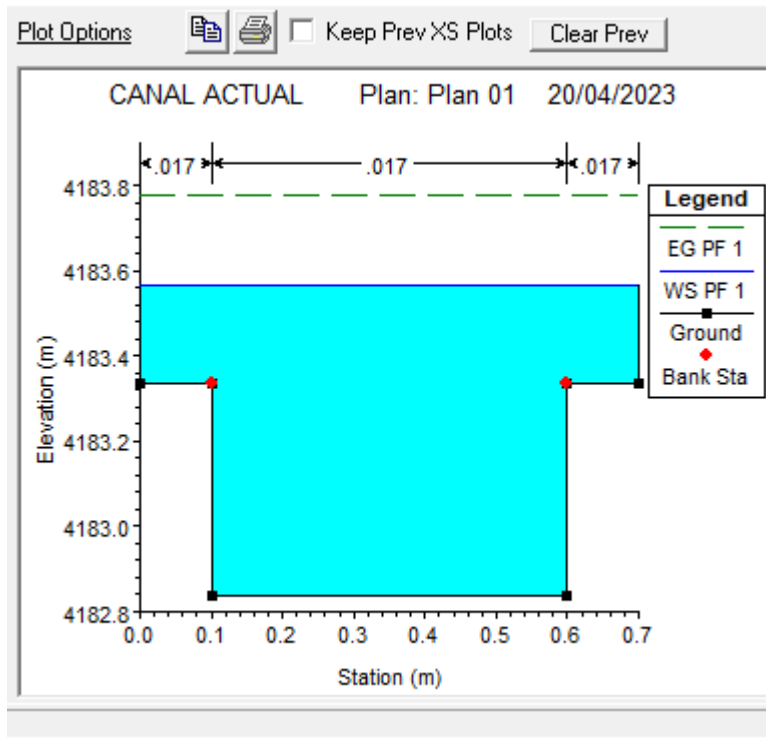 Plot Options Keep Prev XS Plots Clear Prev
CANAL ACTUAL Plan: Plan 01 20/04/2023
.017 .017 .017
4183.8
4183.6
4183.4
4183.2
4183.0
4182.8
Elevation (m)
0.0 0.1 0.2 0.3 0.4 0.5 0.6 0.7
Station (m)
Legend
EG PF 1
WS PF 1
Ground
Bank Sta